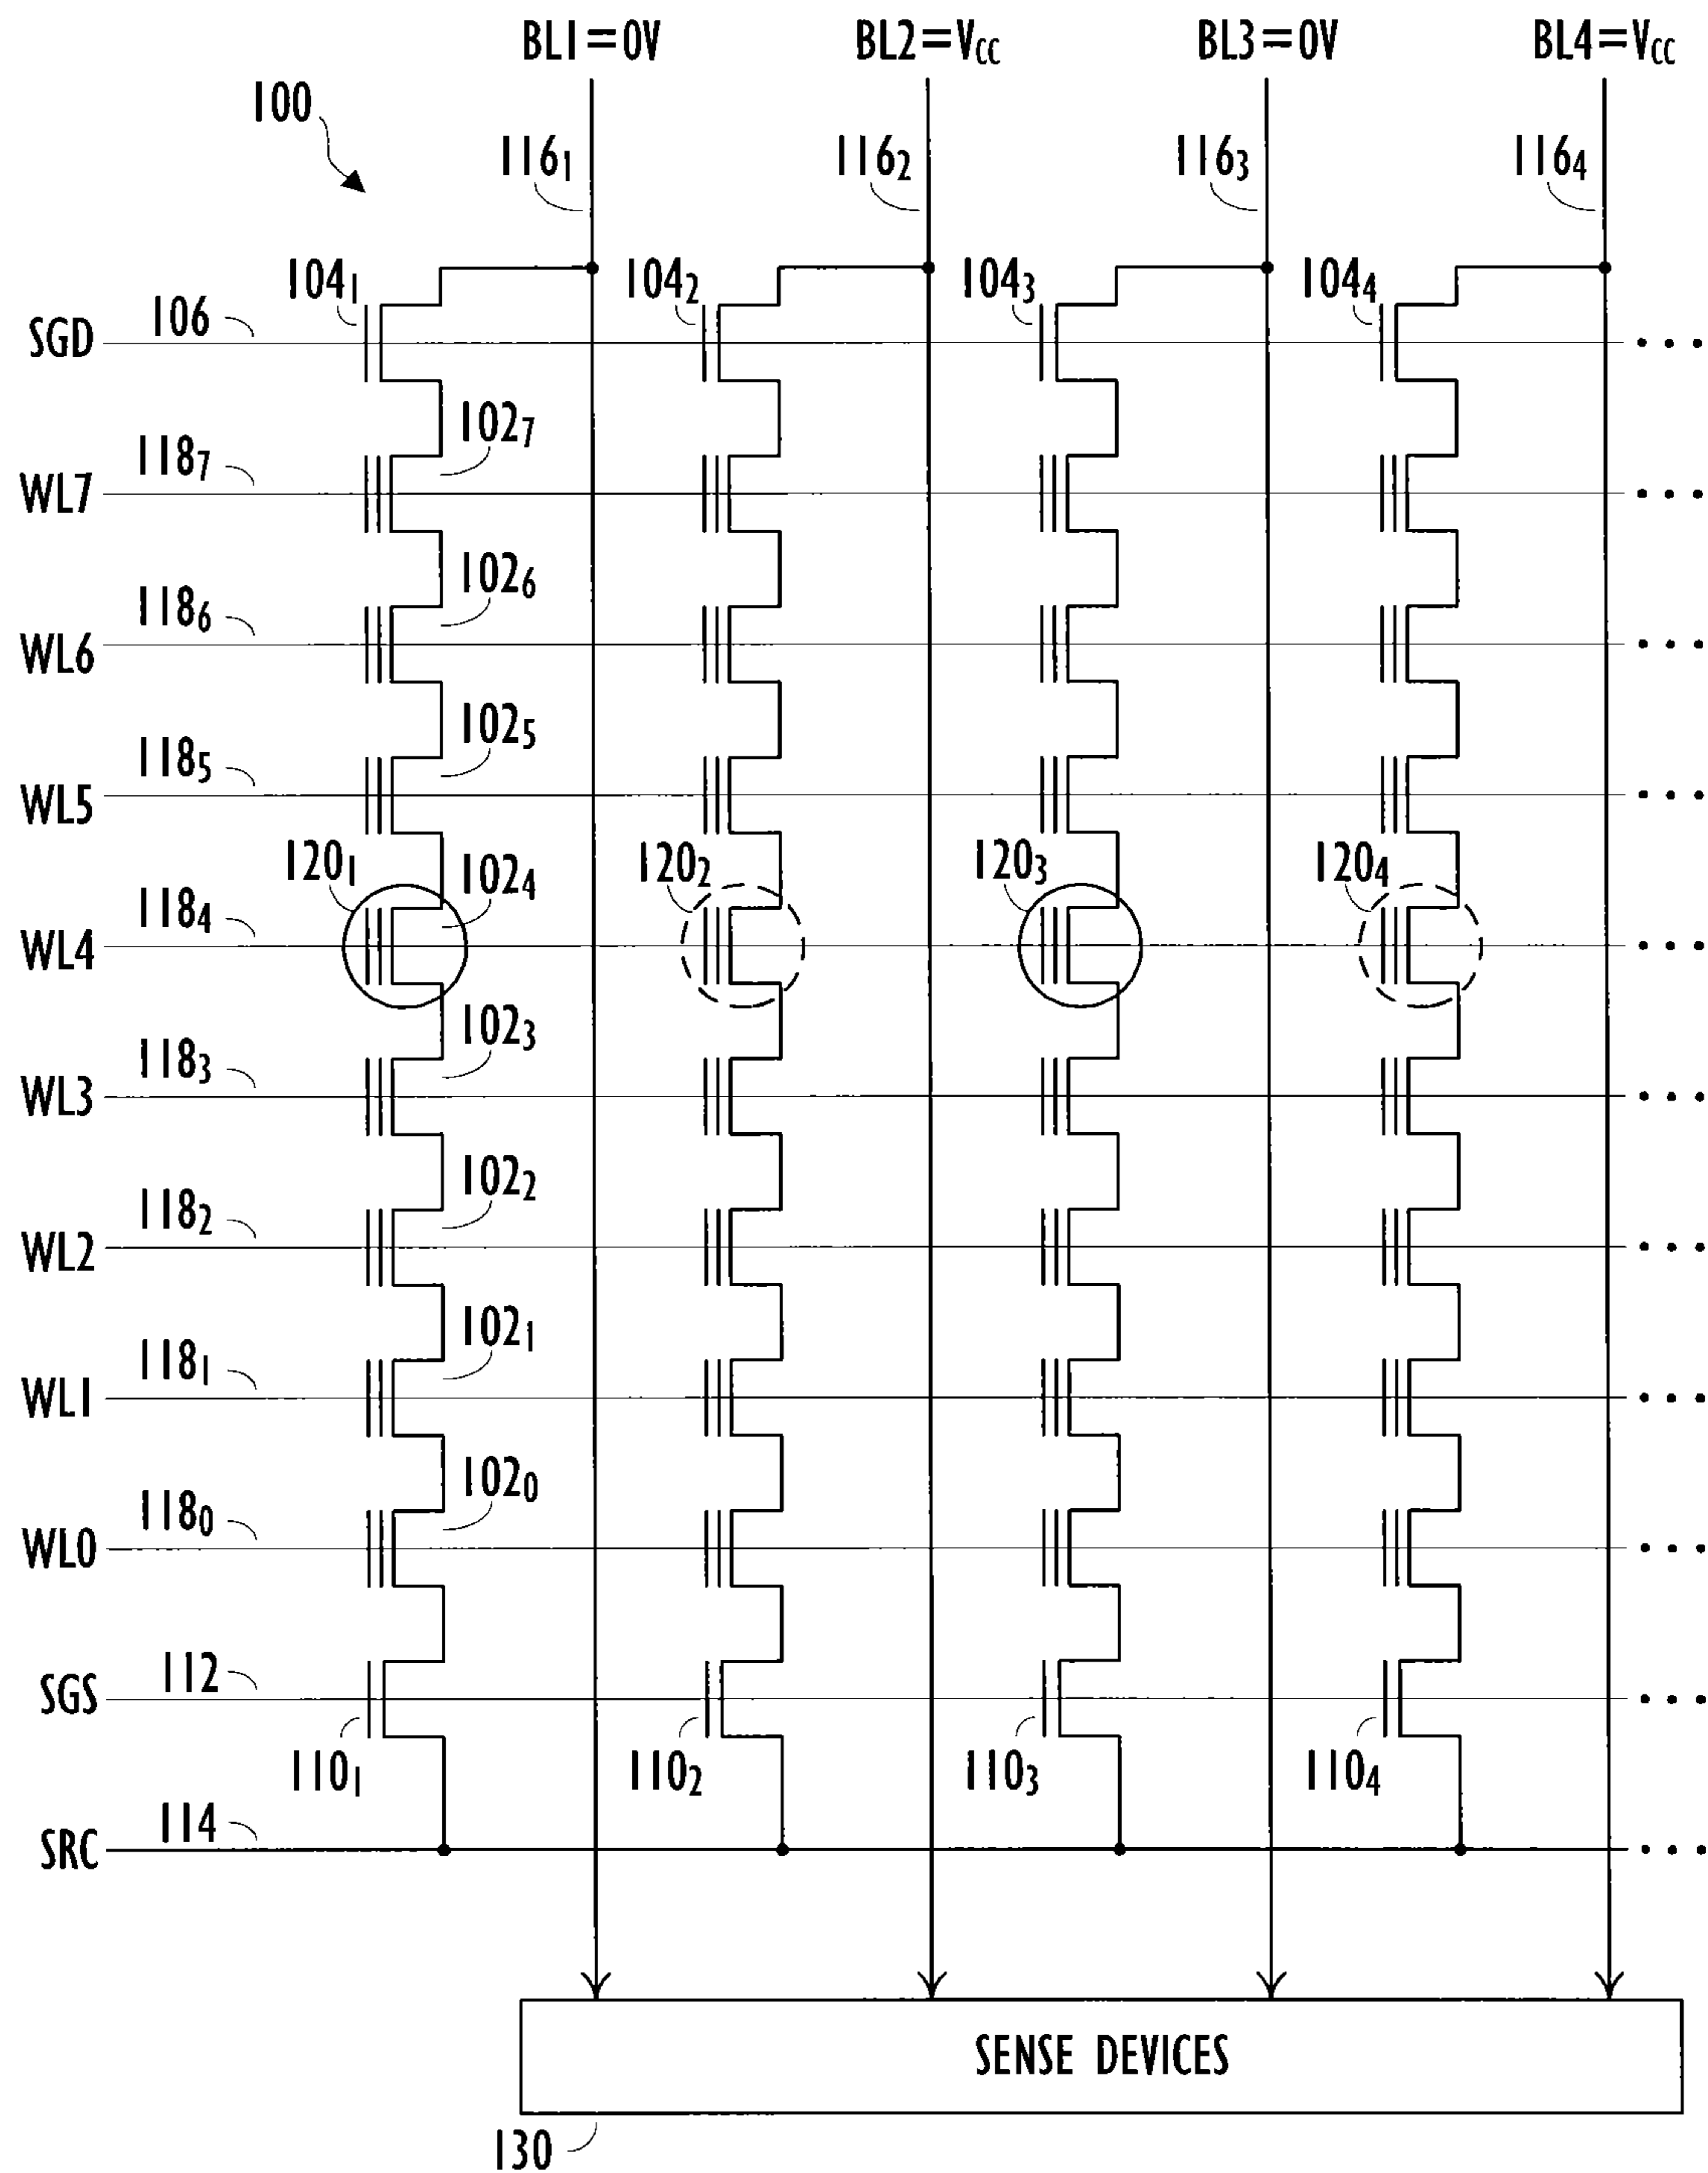 BL1=0V BL2=V_CC BL3=0V BL4=V_CC
100
116₁ 116₂ 116₃ 116₄
104₁ 104₂ 104₃ 104₄
SGD 106
102₇
WL7 118₇
102₆
WL6 118₆
102₅
WL5 118₅
120₁ 102₄ 120₂ 120₃ 120₄
WL4 118₄
102₃
WL3 118₃
102₂
WL2 118₂
102₁
WL1 118₁
102₀
WL0 118₀
SGS 112
110₁ 110₂ 110₃ 110₄
SRC 114
SENSE DEVICES
130